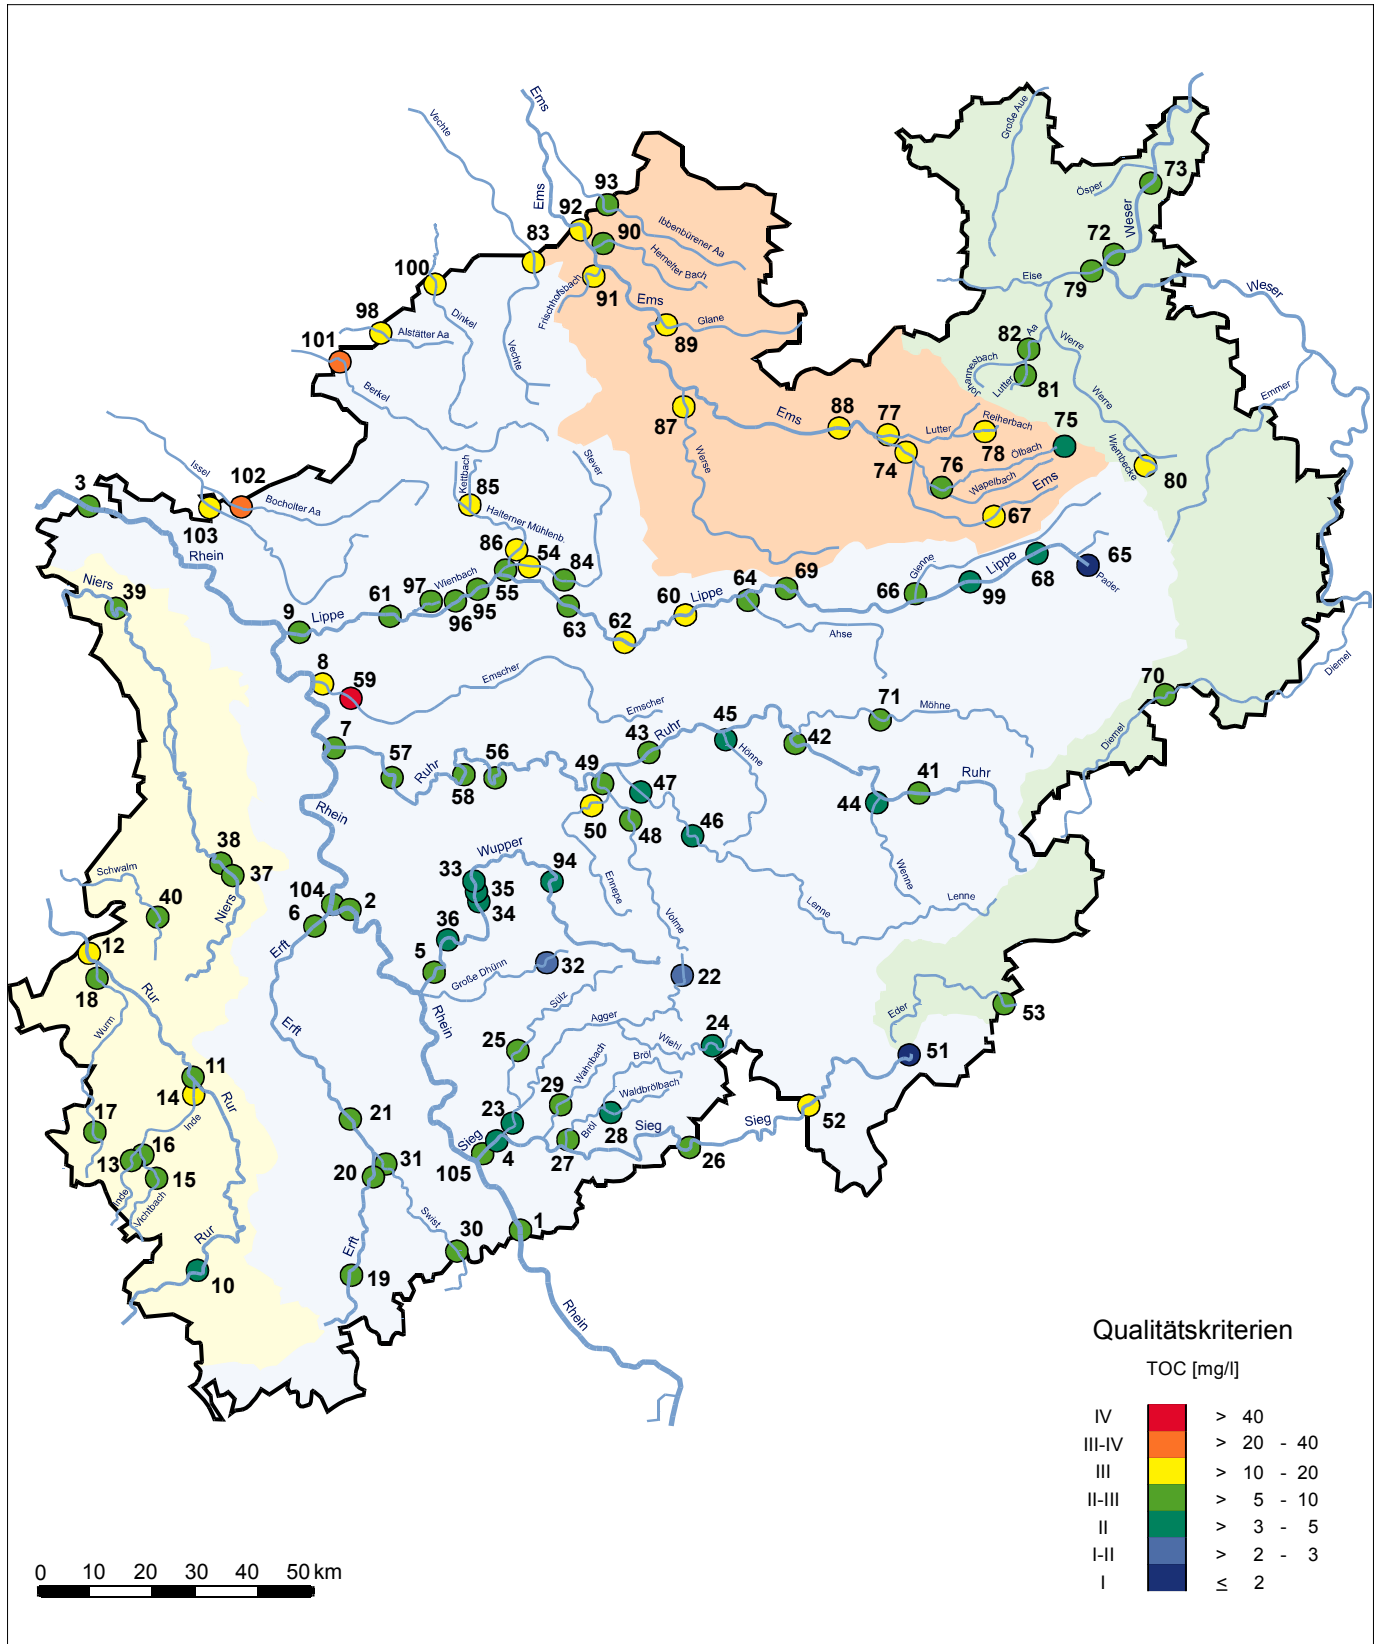 Ems
Vechte
Große Aue
93
Ems
92
73
Ösper
Ibbenbürener Aa
Weser
83
90
72
Hemelter Bach
100
Else
79
91
Frischhofsbach
Ems
Weser
98
Dinkel
Glane
Alstätter Aa
89
101
82
Aa
Werre
Vechte
Johannesbach
Berkel
Lutter
81
Werre
Emmer
87
Ems
88
77
Lutter
Reiherbach
75
78
Ölbach
74
76
Wapelbach
Ems
Wiembecke
80
Werse
Stever
Kettbach
Issel
3
102
Bocholter Aa
85
67
103
Halterner Mühlenb.
Rhein
86
54
84
Glenne
Lippe
65
Niers
39
97
Wienbach
55
69
68
Pader
61
64
66
99
9
Lippe
96
95
63
60
Lippe
62
Ahse
8
59
Emscher
Diemel
70
Emscher
71
Möhne
7
43
Ruhr
45
Hönne
42
Diemel
57
Ruhr
56
49
58
47
41
Ruhr
44
Rhein
50
48
46
Wupper
38
Schwalm
33
94
Ennepe
Wenne
37
35
104
2
40
34
Niers
Lenne
Lenne
6
36
Volme
12
Erft
5
Große Dhünn
32
22
18
Rur
Sülz
Wurm
Rhein
Eder
53
Erft
Agger
24
25
Wiehl
51
Bröl
11
Wahnbach
14
Rur
29
Waldbrölbach
17
Inde
21
23
52
16
Sieg
Bröl
28
Sieg
Sieg
13
31
4
27
26
15
20
105
Inde
Vichtbach
Swist
Rur
30
1
Erft
10
19
Rhein
Qualitätskriterien
TOC [mg/l]
IV > 40
III-IV > 20 - 40
III > 10 - 20
II-III > 5 - 10
II > 3 - 5
I-II > 2 - 3
I ≤ 2
0 10 20 30 40 50 km